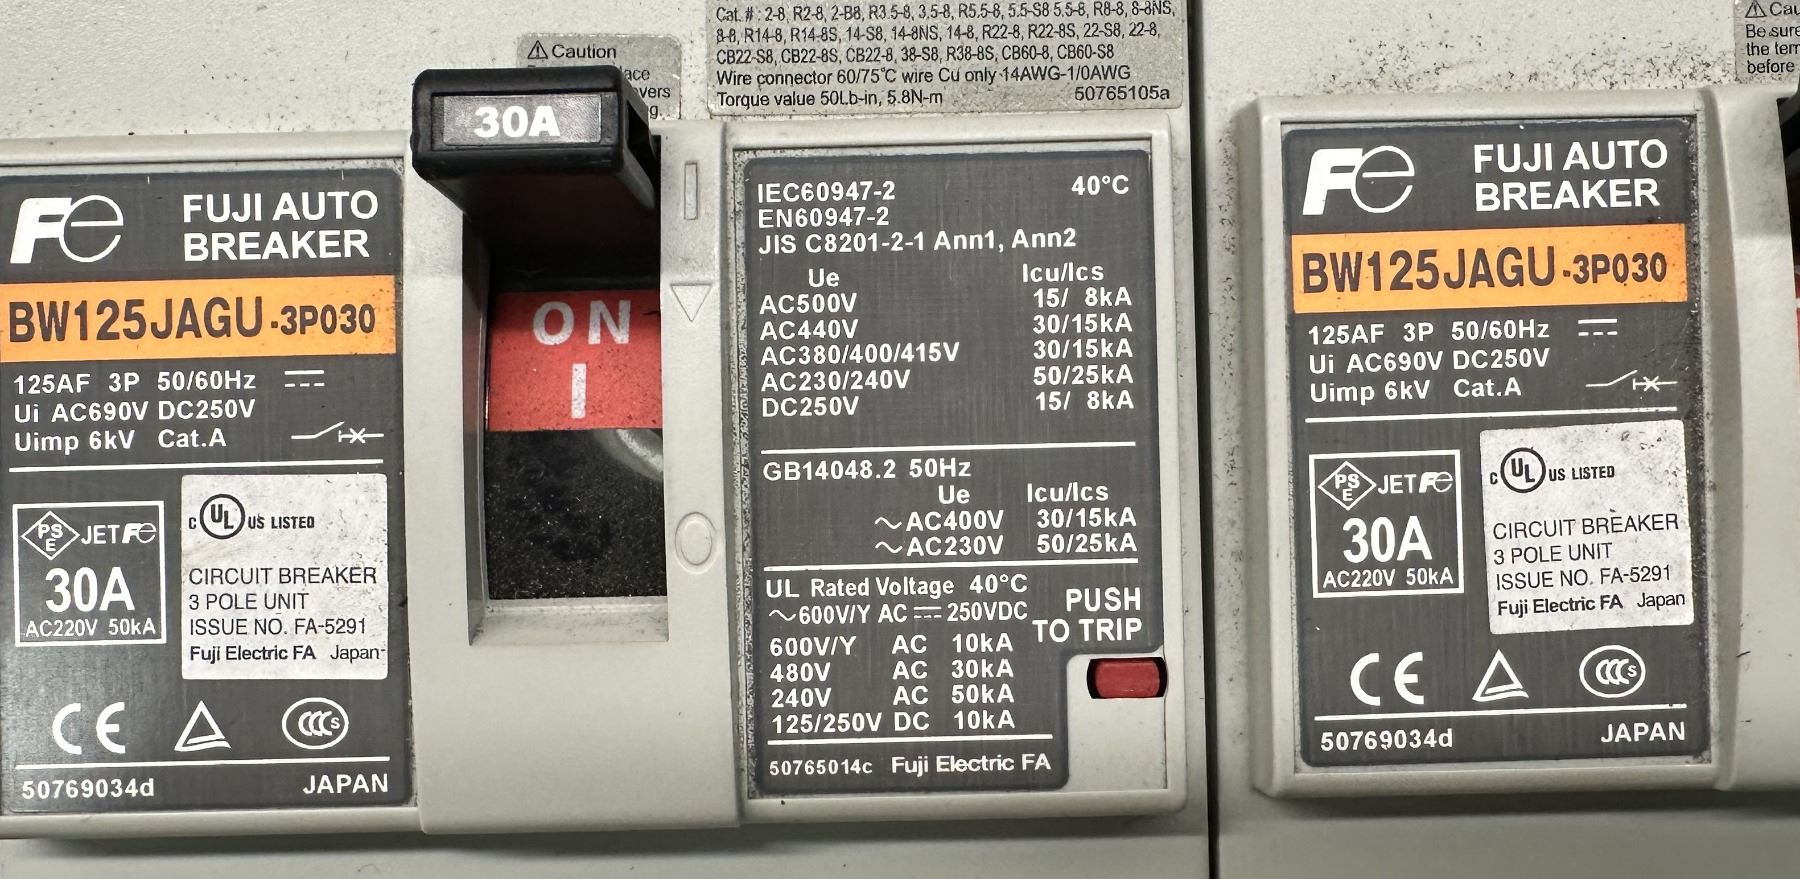 Cat. # : 2-8, R2-8, 2-B8, R3.5-8, 3.5-8, R5.5-8, 5.5-S8 5.5-8, R8-8, 8-8NS,
8-8, R14-8, R14-8S, 14-S8, 14-8NS, 14-8, R22-8, R22-8S, 22-S8, 22-8,
CB22-S8, CB22-8S, CB22-8, 38-S8, R38-8S, CB60-8, CB60-S8
Wire connector 60/75℃ wire Cu only 14AWG-1/0AWG
Torque value 50Lb-in, 5.8N-m 50765105a
Caution
30A
Fe FUJI AUTO
BREAKER
BW125JAGU-3P030
125AF 3P 50/60Hz
Ui AC690V DC250V
Uimp 6kV Cat.A
PSE JET Fe
30A
AC220V 50kA
c UL US LISTED
CIRCUIT BREAKER
3 POLE UNIT
ISSUE NO. FA-5291
Fuji Electric FA Japan
CE CCC S
50769034d JAPAN
ON
I
IEC60947-2 40°C
EN60947-2
JIS C8201-2-1 Ann1, Ann2
Ue Icu/Ics
AC500V 15/ 8kA
AC440V 30/15kA
AC380/400/415V 30/15kA
AC230/240V 50/25kA
DC250V 15/ 8kA
GB14048.2 50Hz
Ue Icu/Ics
~AC400V 30/15kA
~AC230V 50/25kA
UL Rated Voltage 40°C
~600V/Y AC 250VDC
600V/Y AC 10kA
480V AC 30kA
240V AC 50kA
125/250V DC 10kA
PUSH
TO TRIP
50765014c Fuji Electric FA
Be sure
the
before
Fe FUJI AUTO
BREAKER
BW125JAGU-3P030
125AF 3P 50/60Hz
Ui AC690V DC250V
Uimp 6kV Cat.A
PSE JET Fe
30A
AC220V 50kA
c UL US LISTED
CIRCUIT BREAKER
3 POLE UNIT
ISSUE NO. FA-5291
Fuji Electric FA Japan
CE CCC S
50769034d JAPAN